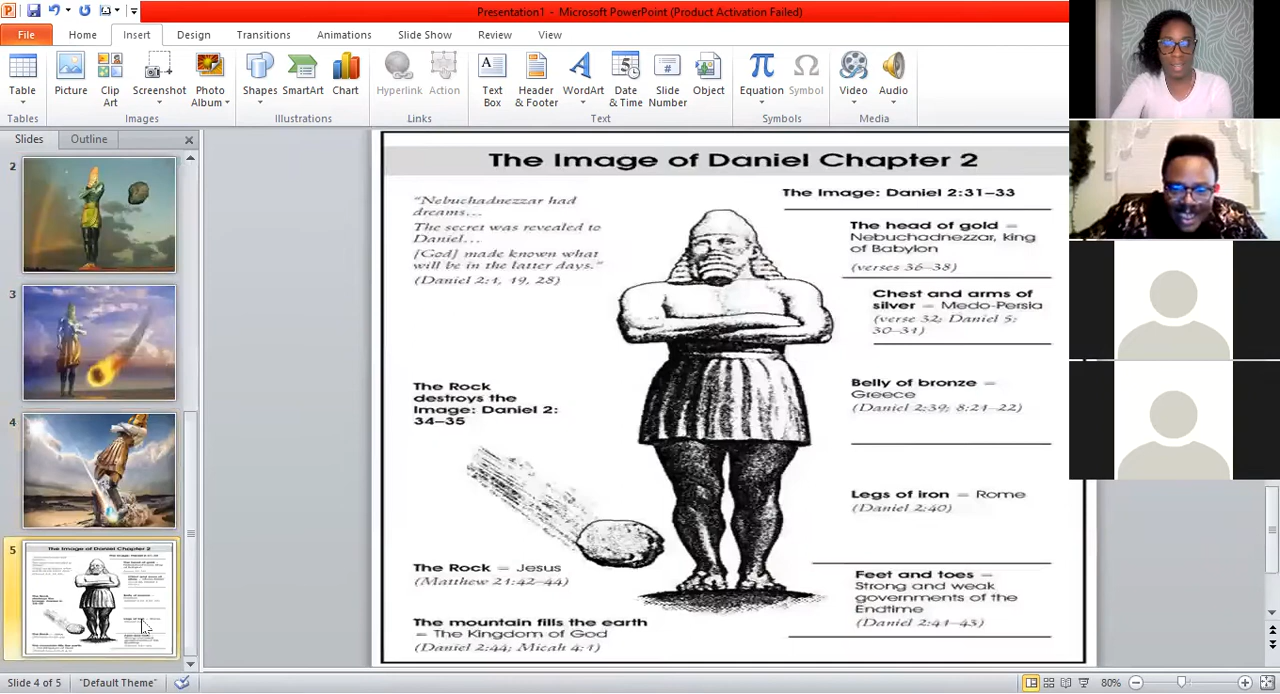 Presentation1 - Microsoft PowerPoint (Product Activation Failed)
File Home Insert Design Transitions Animations Slide Show Review View
Table Picture Clip Art Screenshot Photo Album Shapes SmartArt Chart Hyperlink Action Text Box Header & Footer WordArt Date & Time Slide Number Object Equation Symbol Video Audio
Tables Images Illustrations Links Text Symbols Media
Slides Outline
2
3
4
5
The Image of Daniel Chapter 2
"Nebuchadnezzar had
dreams...
The secret was revealed to
Daniel...
[God] made known what
will be in the latter days."
(Daniel 2:1, 19, 28)
The Image: Daniel 2:31-33
The head of gold =
Nebuchadnezzar, king
of Babylon
(verses 36-38)
Chest and arms of
silver = Medo-Persia
(verse 32; Daniel 5:
30-31)
The Rock
destroys the
Image: Daniel 2:
34-35
Belly of bronze =
Greece
(Daniel 2:39; 8:21-22)
Legs of iron = Rome
(Daniel 2:40)
The Rock = Jesus
(Matthew 21:42-44)
Feet and toes =
Strong and weak
governments of the
Endtime
(Daniel 2:41-43)
The mountain fills the earth
= The Kingdom of God
(Daniel 2:44; Micah 4:1)
Slide 4 of 5 "Default Theme" 80%